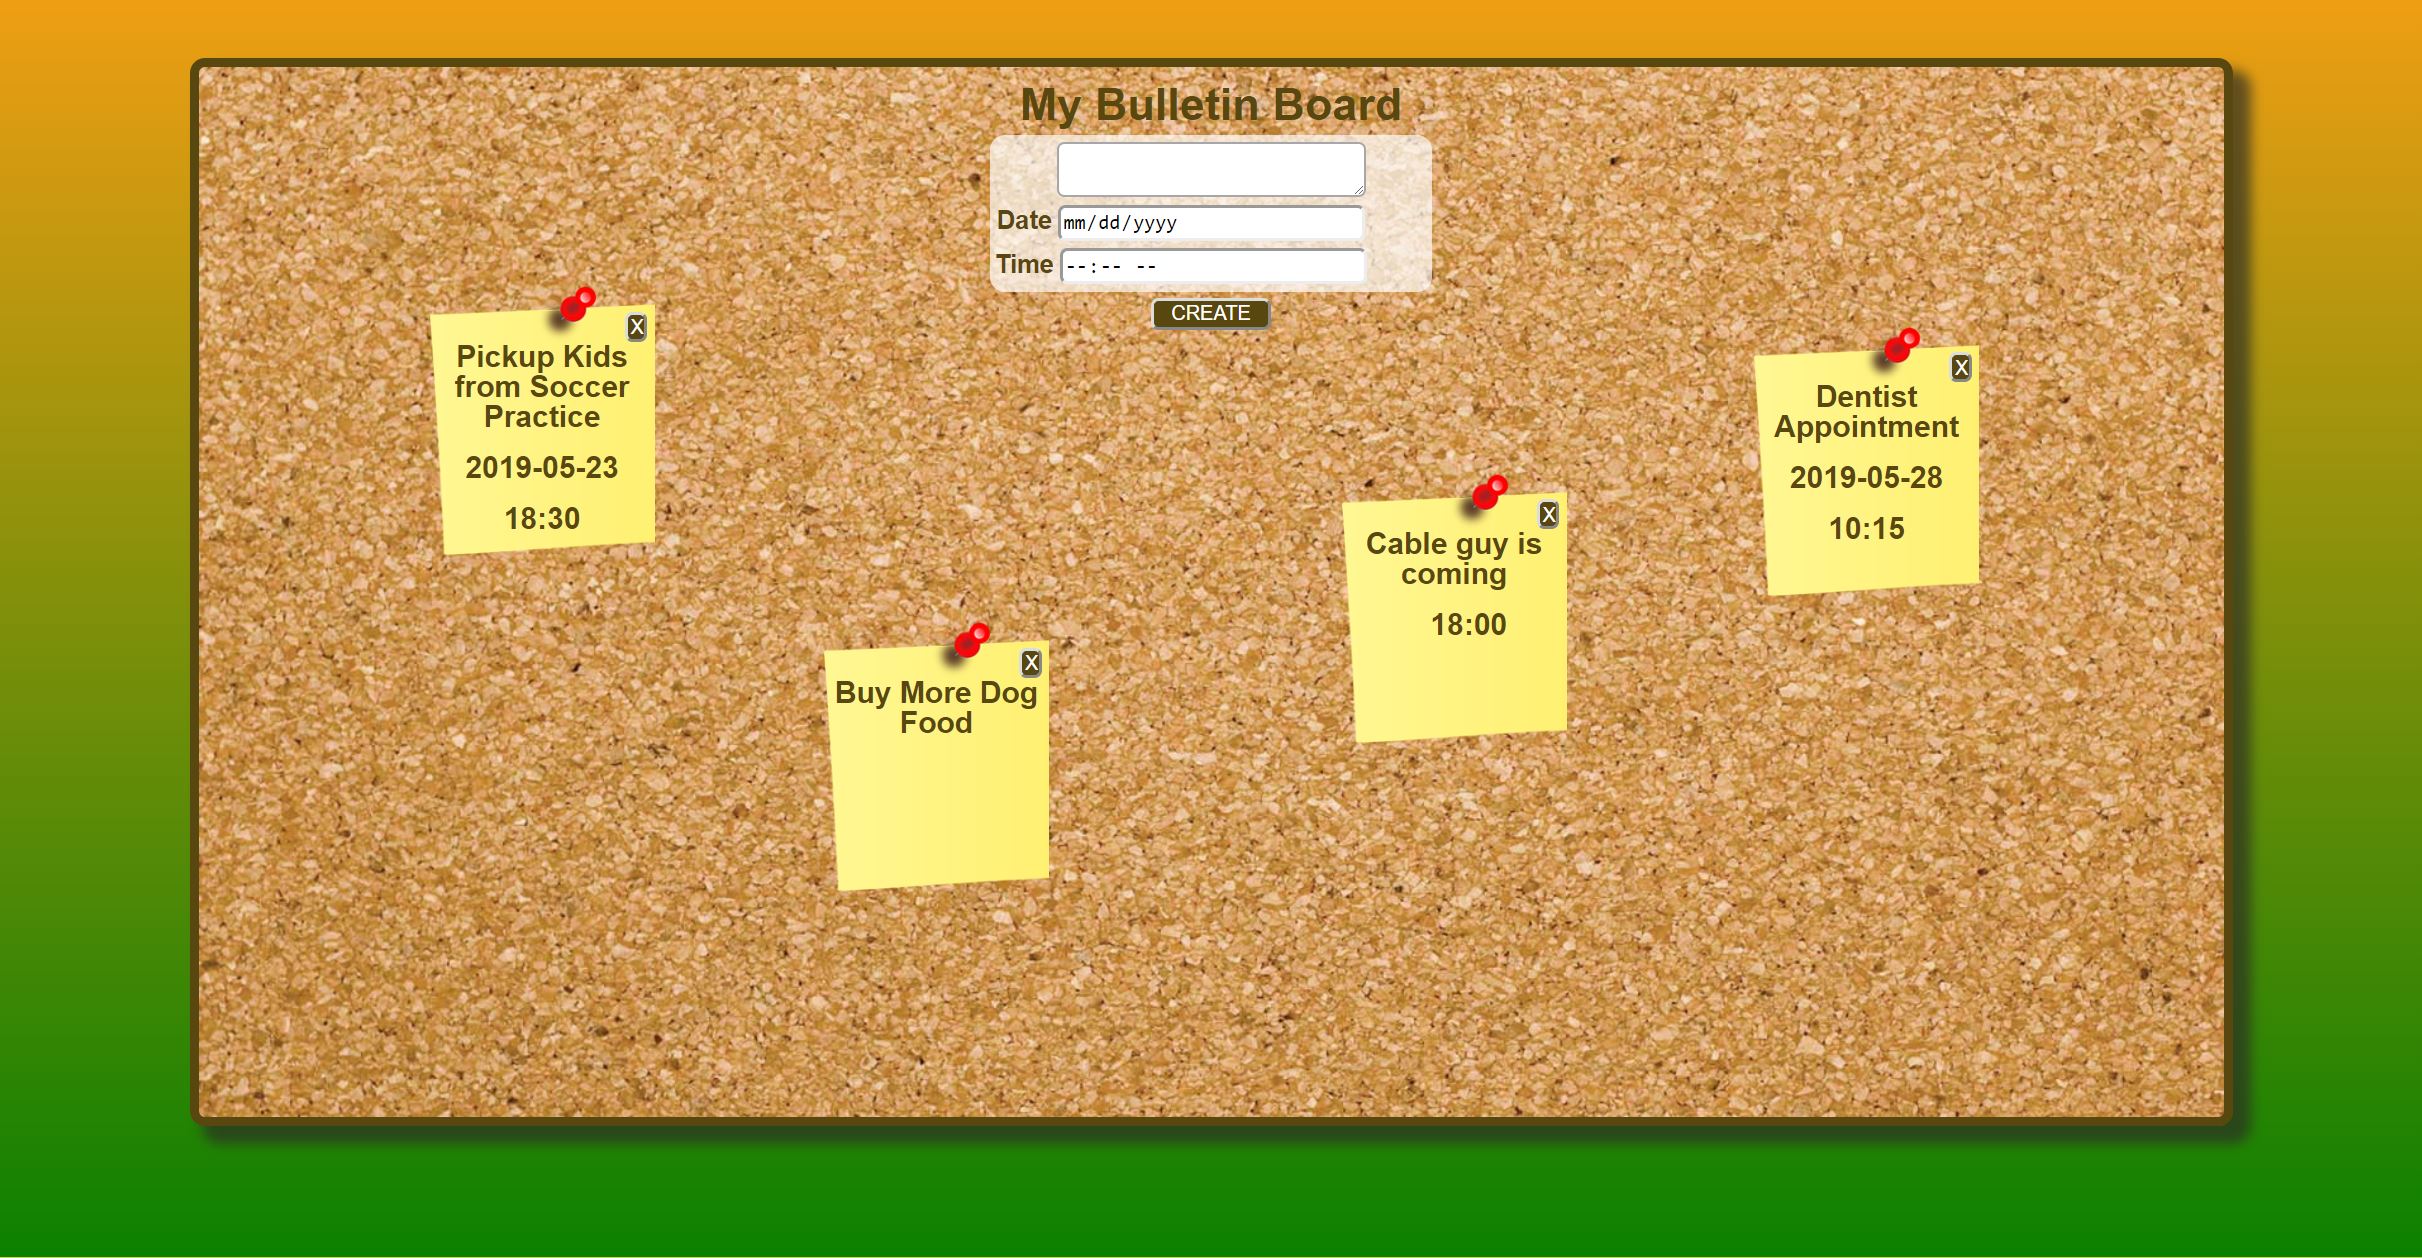 My Bulletin Board
Date mm/dd/yyyy
Time --:-- --
CREATE
X
Pickup Kids
from Soccer
Practice
2019-05-23
18:30
X
Buy More Dog
Food
X
Cable guy is
coming
18:00
X
Dentist
Appointment
2019-05-28
10:15